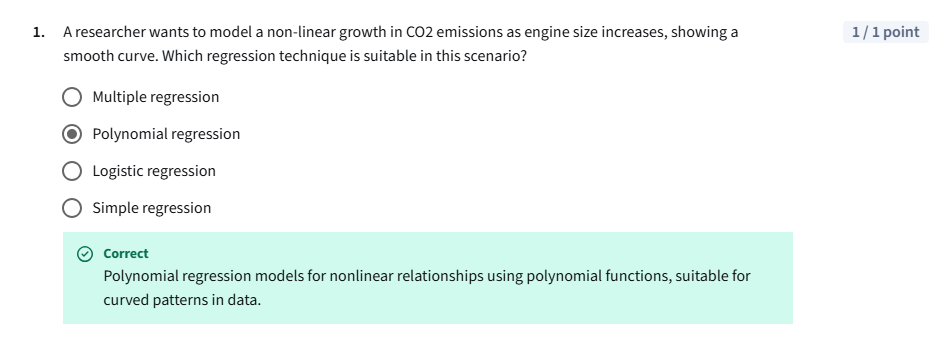 1. A researcher wants to model a non-linear growth in CO2 emissions as engine size increases, showing a
1 / 1 point
smooth curve. Which regression technique is suitable in this scenario?
Multiple regression
Polynomial regression
Logistic regression
Simple regression
Correct
Polynomial regression models for nonlinear relationships using polynomial functions, suitable for
curved patterns in data.